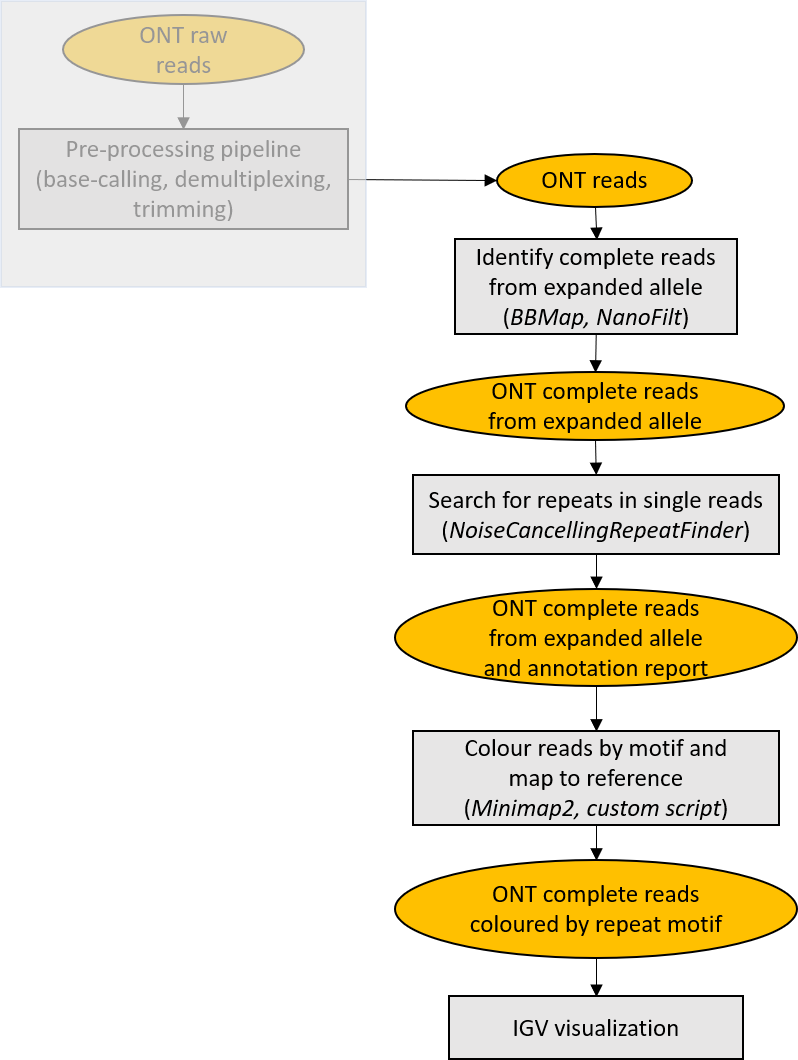 ONT raw
reads
Pre-processing pipeline
(base-calling, demultiplexing,
trimming)
ONT reads
Identify complete reads
from expanded allele
(BBMap, NanoFilt)
ONT complete reads
from expanded allele
Search for repeats in single reads
(NoiseCancellingRepeatFinder)
ONT complete reads
from expanded allele
and annotation report
Colour reads by motif and
map to reference
(Minimap2, custom script)
ONT complete reads
coloured by repeat motif
IGV visualization